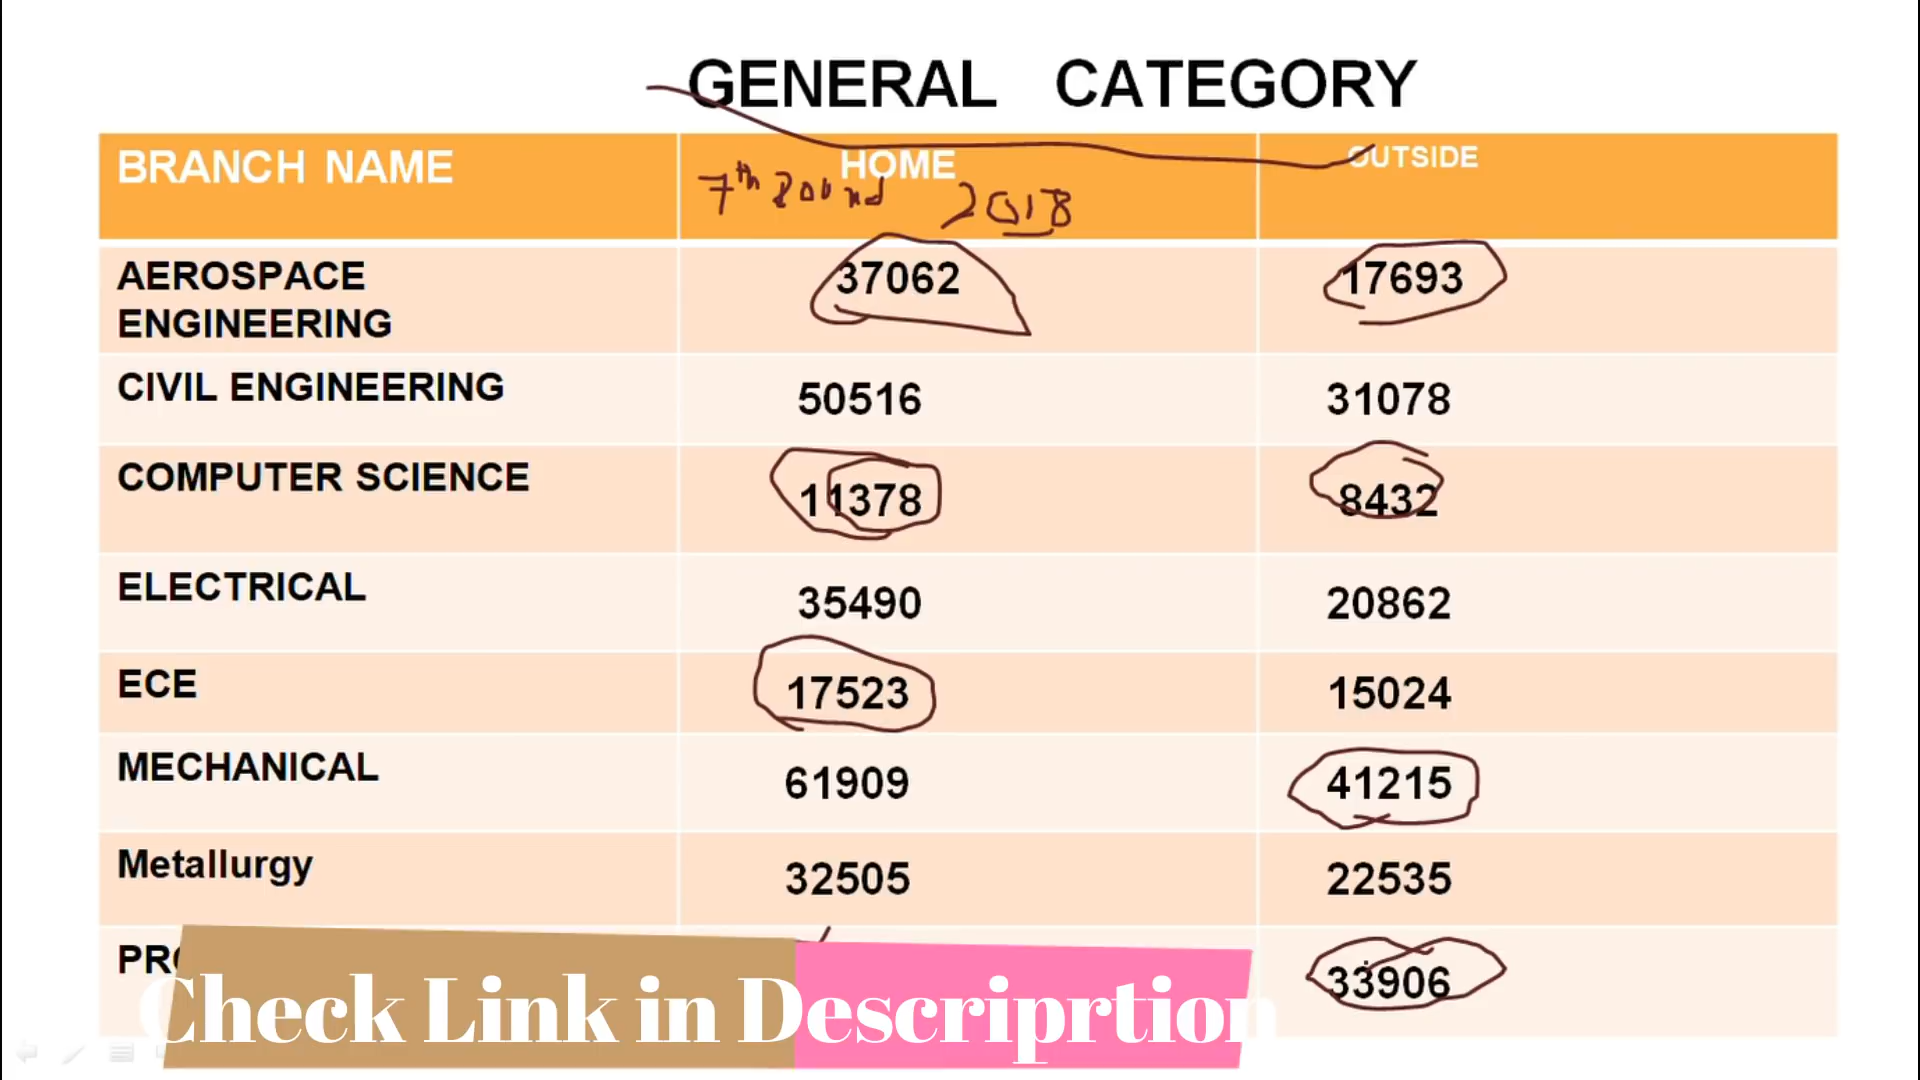 GENERAL CATEGORY
BRANCH NAME HOME OUTSIDE
7th Round 2018
AEROSPACE
ENGINEERING 37062 17693
CIVIL ENGINEERING 50516 31078
COMPUTER SCIENCE 11378 8432
ELECTRICAL 35490 20862
ECE 17523 15024
MECHANICAL 61909 41215
Metallurgy 32505 22535
33906
Check Link in Descriprtion